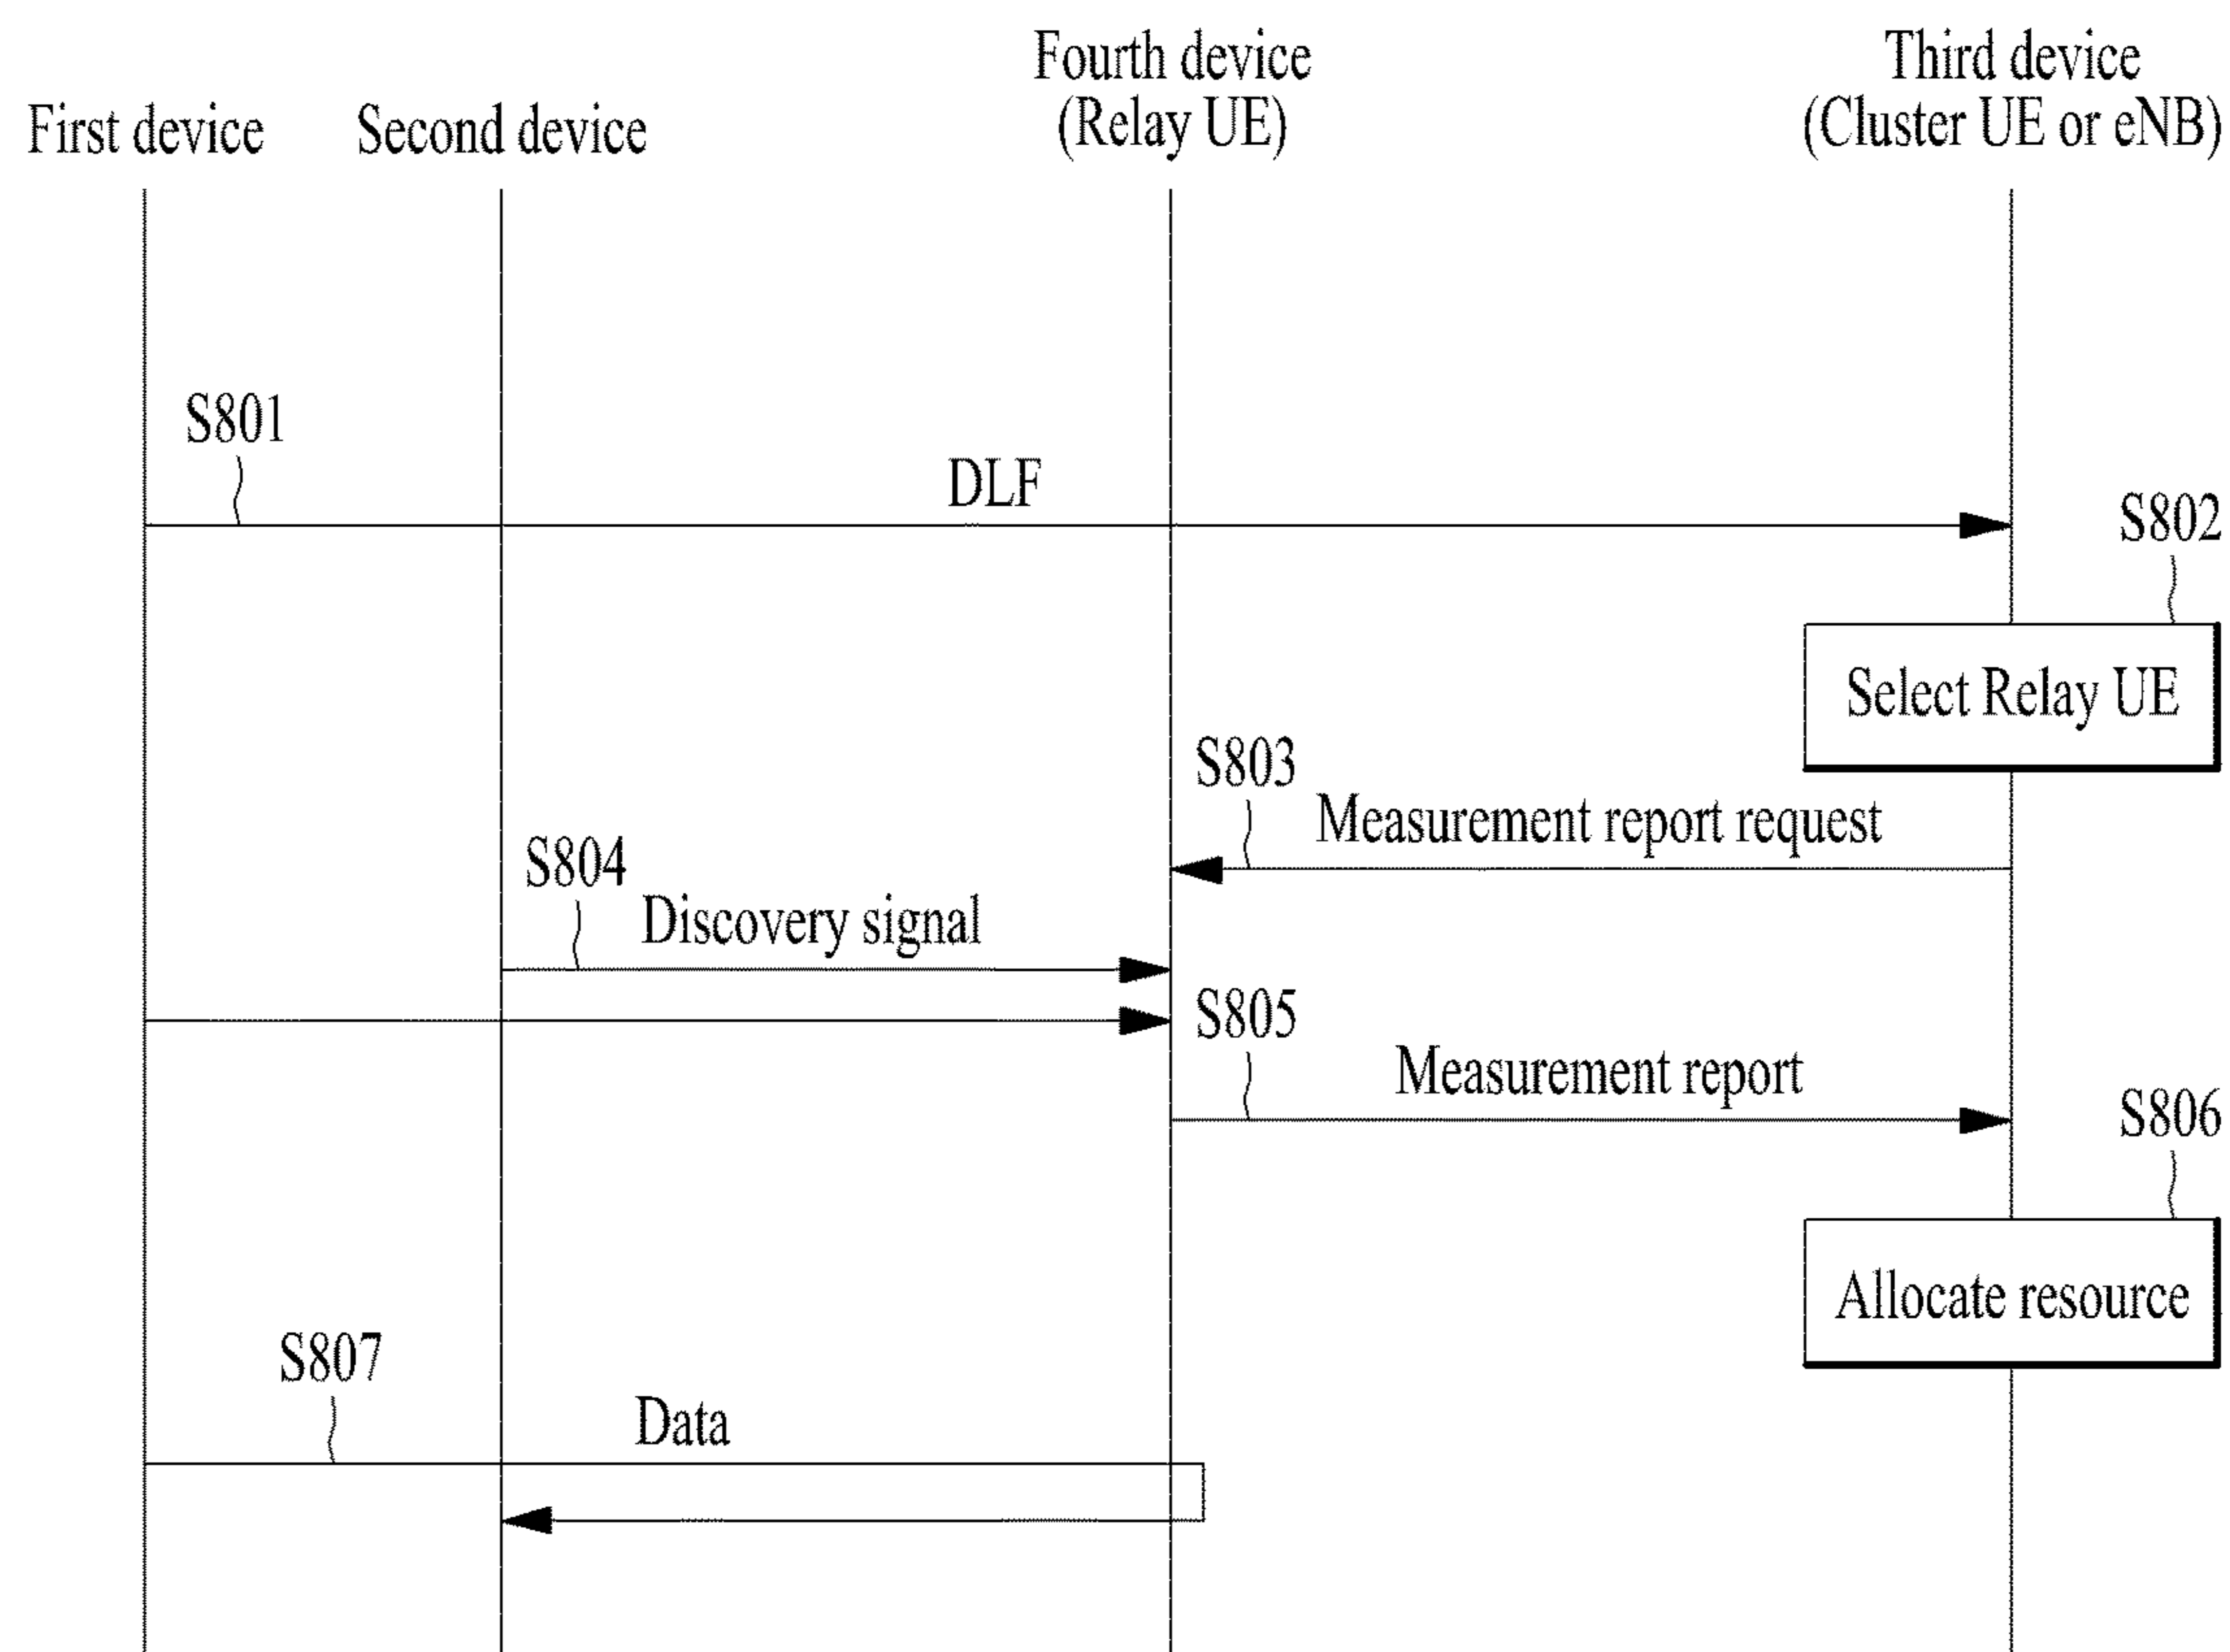 First device
Second device
Fourth device
(Relay UE)
Third device
(Cluster UE or eNB)
S801
DLF
S802
Select Relay UE
S803
Measurement report request
S804
Discovery signal
S805
Measurement report
S806
Allocate resource
S807
Data